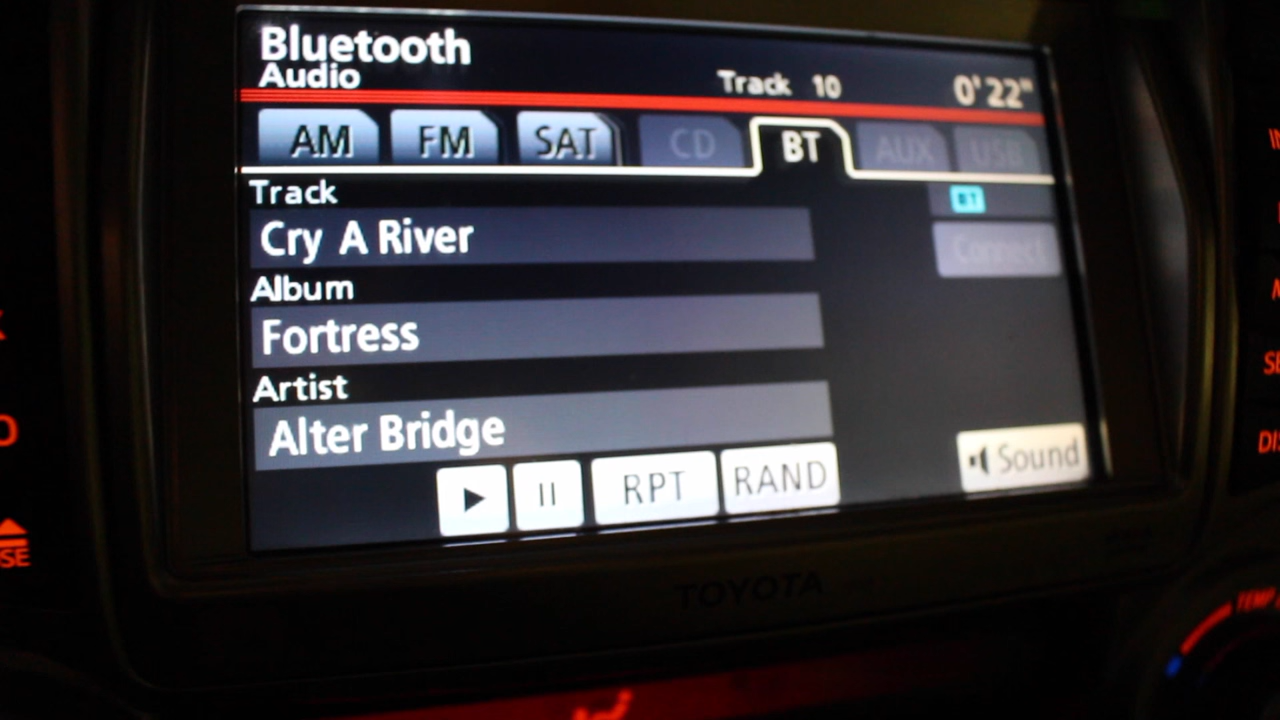 Bluetooth
Audio
Track 10 0'22"
AM FM SAT CD BT AUX USB
Track
BT
Cry A River
Connect
Album
Fortress
Artist
Alter Bridge
RPT RAND
Sound
TOYOTA
TEMP